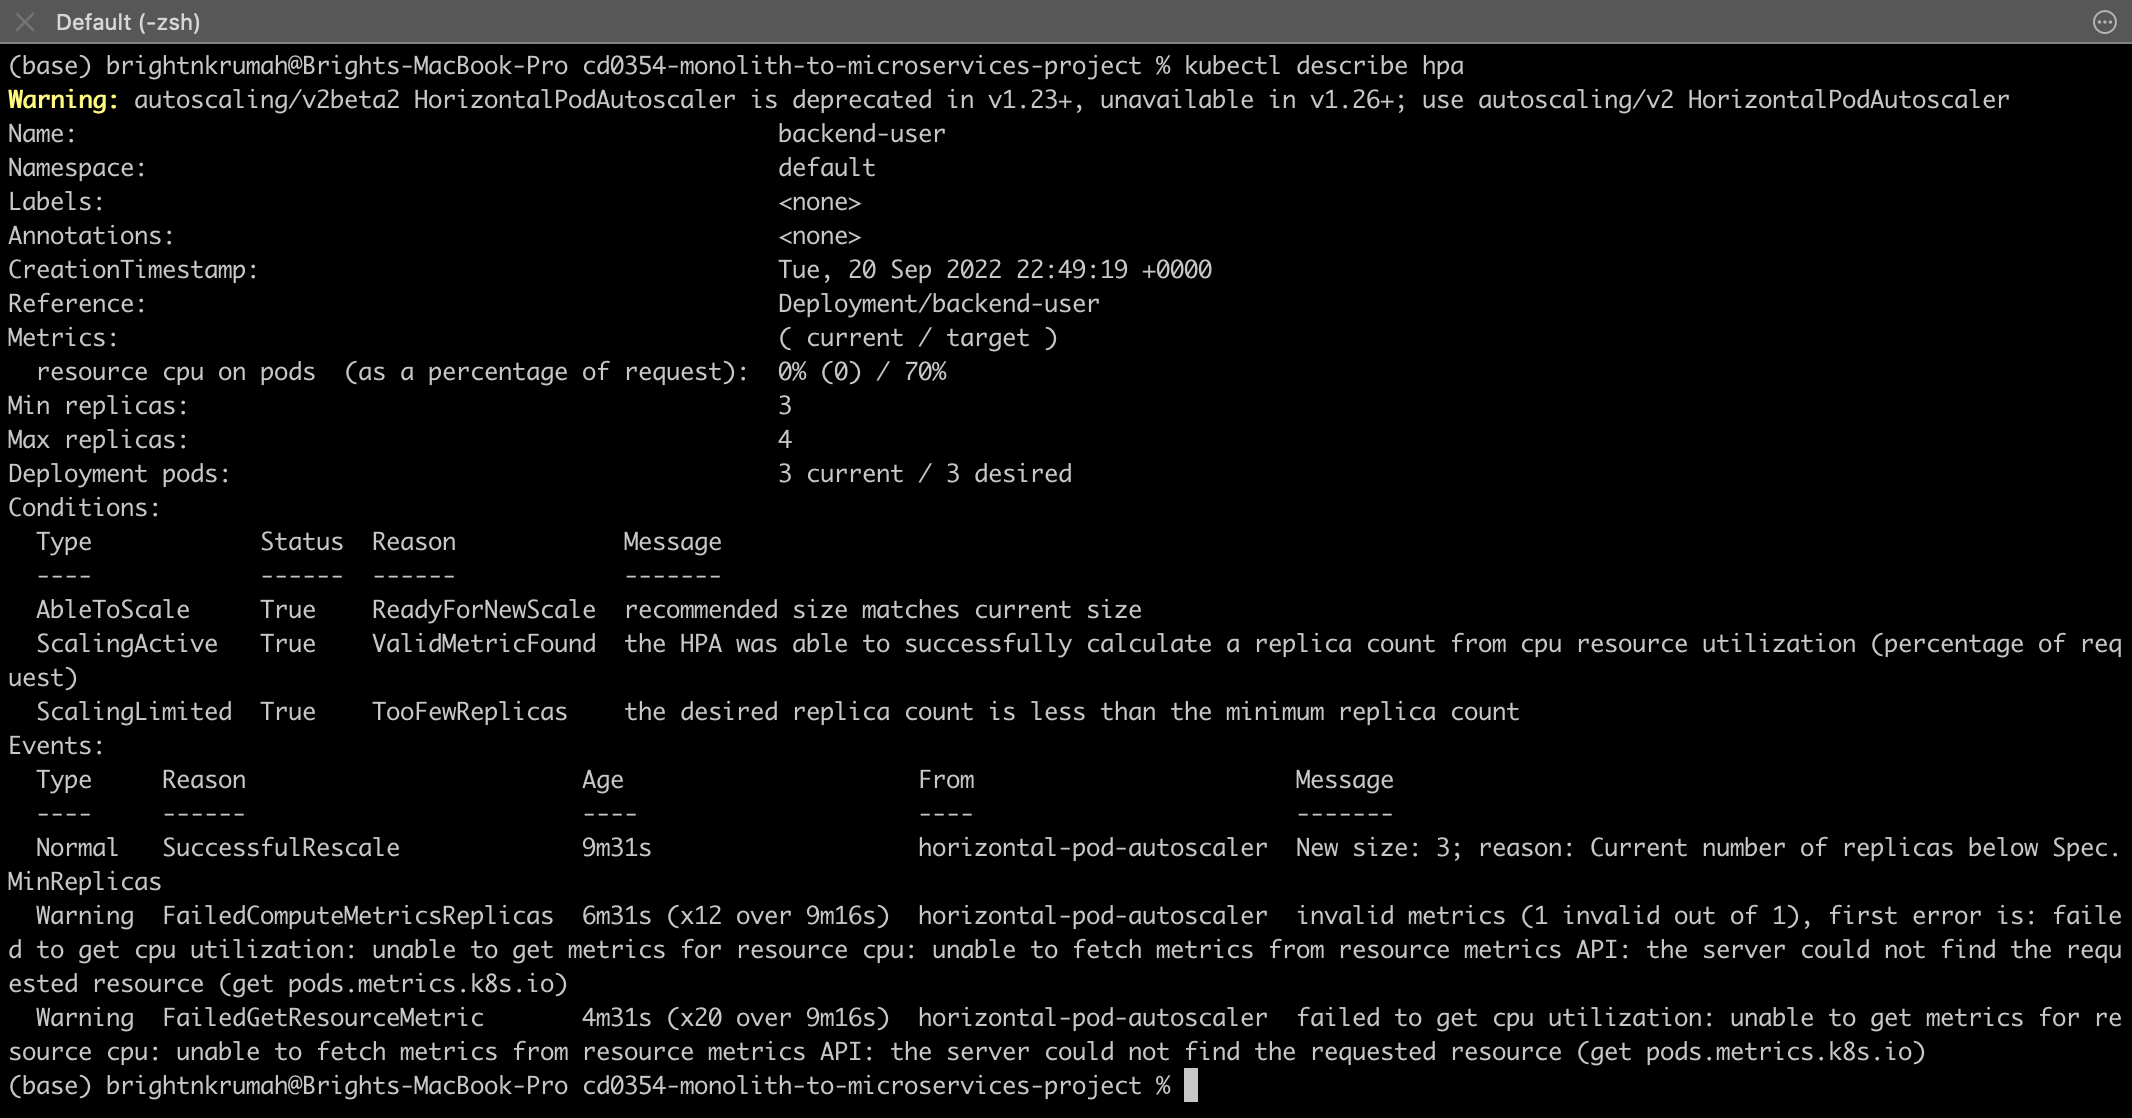 Default (-zsh)
(base) brightnkrumah@Brights-MacBook-Pro cd0354-monolith-to-microservices-project % kubectl describe hpa
Warning: autoscaling/v2beta2 HorizontalPodAutoscaler is deprecated in v1.23+, unavailable in v1.26+; use autoscaling/v2 HorizontalPodAutoscaler
Name:                                                  backend-user
Namespace:                                             default
Labels:                                                <none>
Annotations:                                           <none>
CreationTimestamp:                                     Tue, 20 Sep 2022 22:49:19 +0000
Reference:                                             Deployment/backend-user
Metrics:                                               ( current / target )
  resource cpu on pods  (as a percentage of request):  0% (0) / 70%
Min replicas:                                          3
Max replicas:                                          4
Deployment pods:                                       3 current / 3 desired
Conditions:
  Type            Status  Reason            Message
  ----            ------  ------            -------
  AbleToScale     True    ReadyForNewScale  recommended size matches current size
  ScalingActive   True    ValidMetricFound  the HPA was able to successfully calculate a replica count from cpu resource utilization (percentage of req
uest)
  ScalingLimited  True    TooFewReplicas    the desired replica count is less than the minimum replica count
Events:
  Type     Reason                        Age                     From                       Message
  ----     ------                        ----                    ----                       -------
  Normal   SuccessfulRescale             9m31s                   horizontal-pod-autoscaler  New size: 3; reason: Current number of replicas below Spec.
MinReplicas
  Warning  FailedComputeMetricsReplicas  6m31s (x12 over 9m16s)  horizontal-pod-autoscaler  invalid metrics (1 invalid out of 1), first error is: faile
d to get cpu utilization: unable to get metrics for resource cpu: unable to fetch metrics from resource metrics API: the server could not find the requ
ested resource (get pods.metrics.k8s.io)
  Warning  FailedGetResourceMetric       4m31s (x20 over 9m16s)  horizontal-pod-autoscaler  failed to get cpu utilization: unable to get metrics for re
source cpu: unable to fetch metrics from resource metrics API: the server could not find the requested resource (get pods.metrics.k8s.io)
(base) brightnkrumah@Brights-MacBook-Pro cd0354-monolith-to-microservices-project %